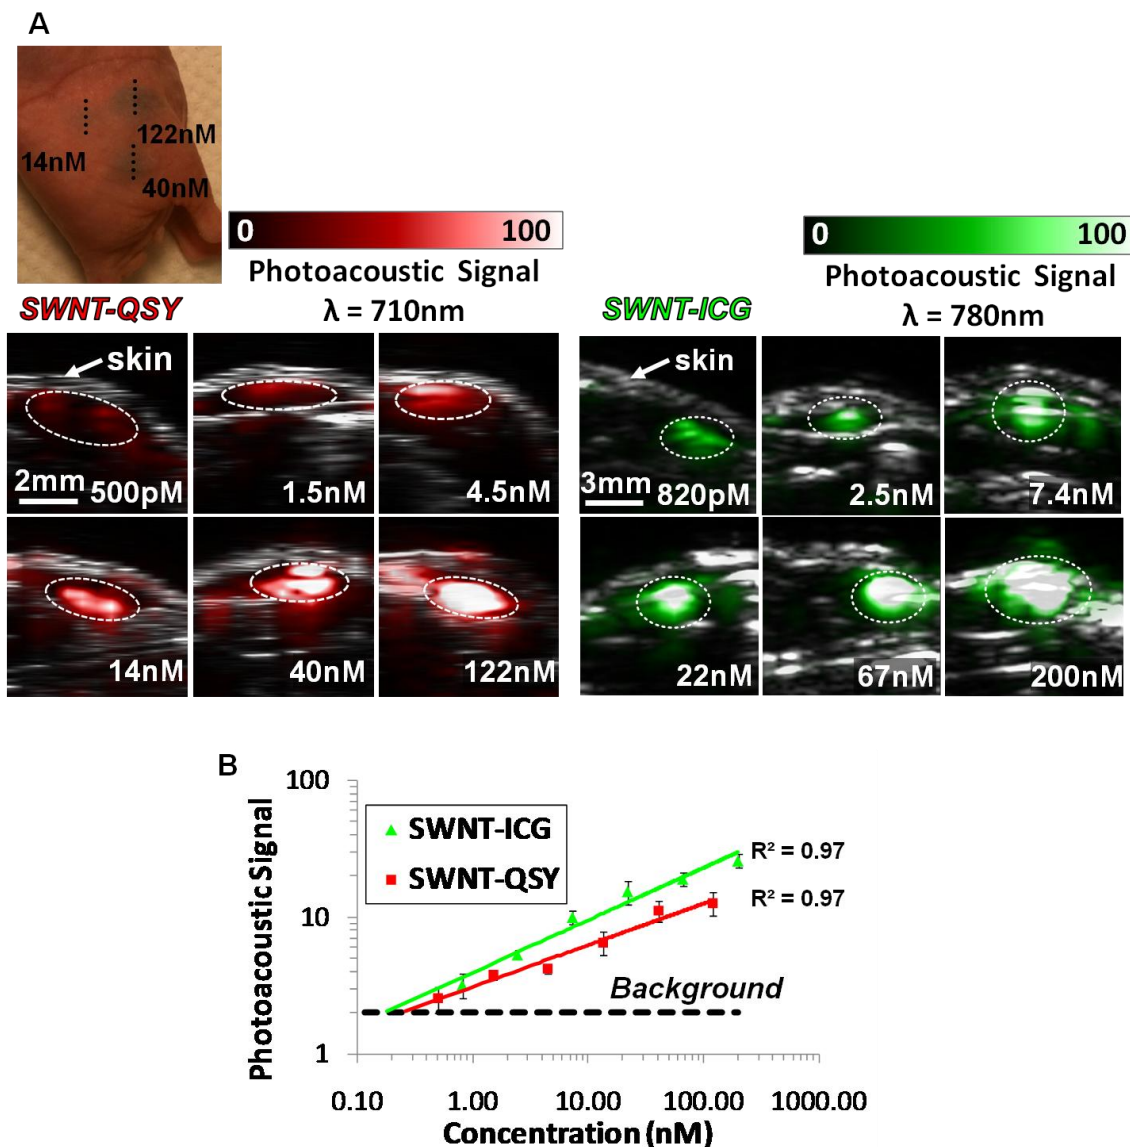 A
122nM
14nM
40nM
0 100
Photoacoustic Signal
SWNT-QSY
λ = 710nm
skin
2mm
500pM
1.5nM
4.5nM
14nM
40nM
122nM
0 100
Photoacoustic Signal
SWNT-ICG
λ = 780nm
skin
3mm
820pM
2.5nM
7.4nM
22nM
67nM
200nM
B
Photoacoustic Signal
100
10
1
SWNT-ICG
SWNT-QSY
R² = 0.97
R² = 0.97
Background
0.10 1.00 10.00 100.00 1000.00
Concentration (nM)